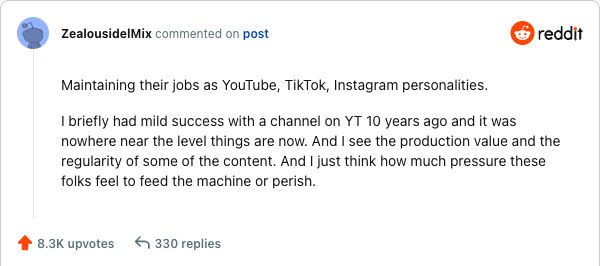 ZealousidelMix commented on post
reddit
Maintaining their jobs as YouTube, TikTok, Instagram personalities.
I briefly had mild success with a channel on YT 10 years ago and it was
nowhere near the level things are now. And I see the production value and the
regularity of some of the content. And I just think how much pressure these
folks feel to feed the machine or perish.
8.3K upvotes 330 replies